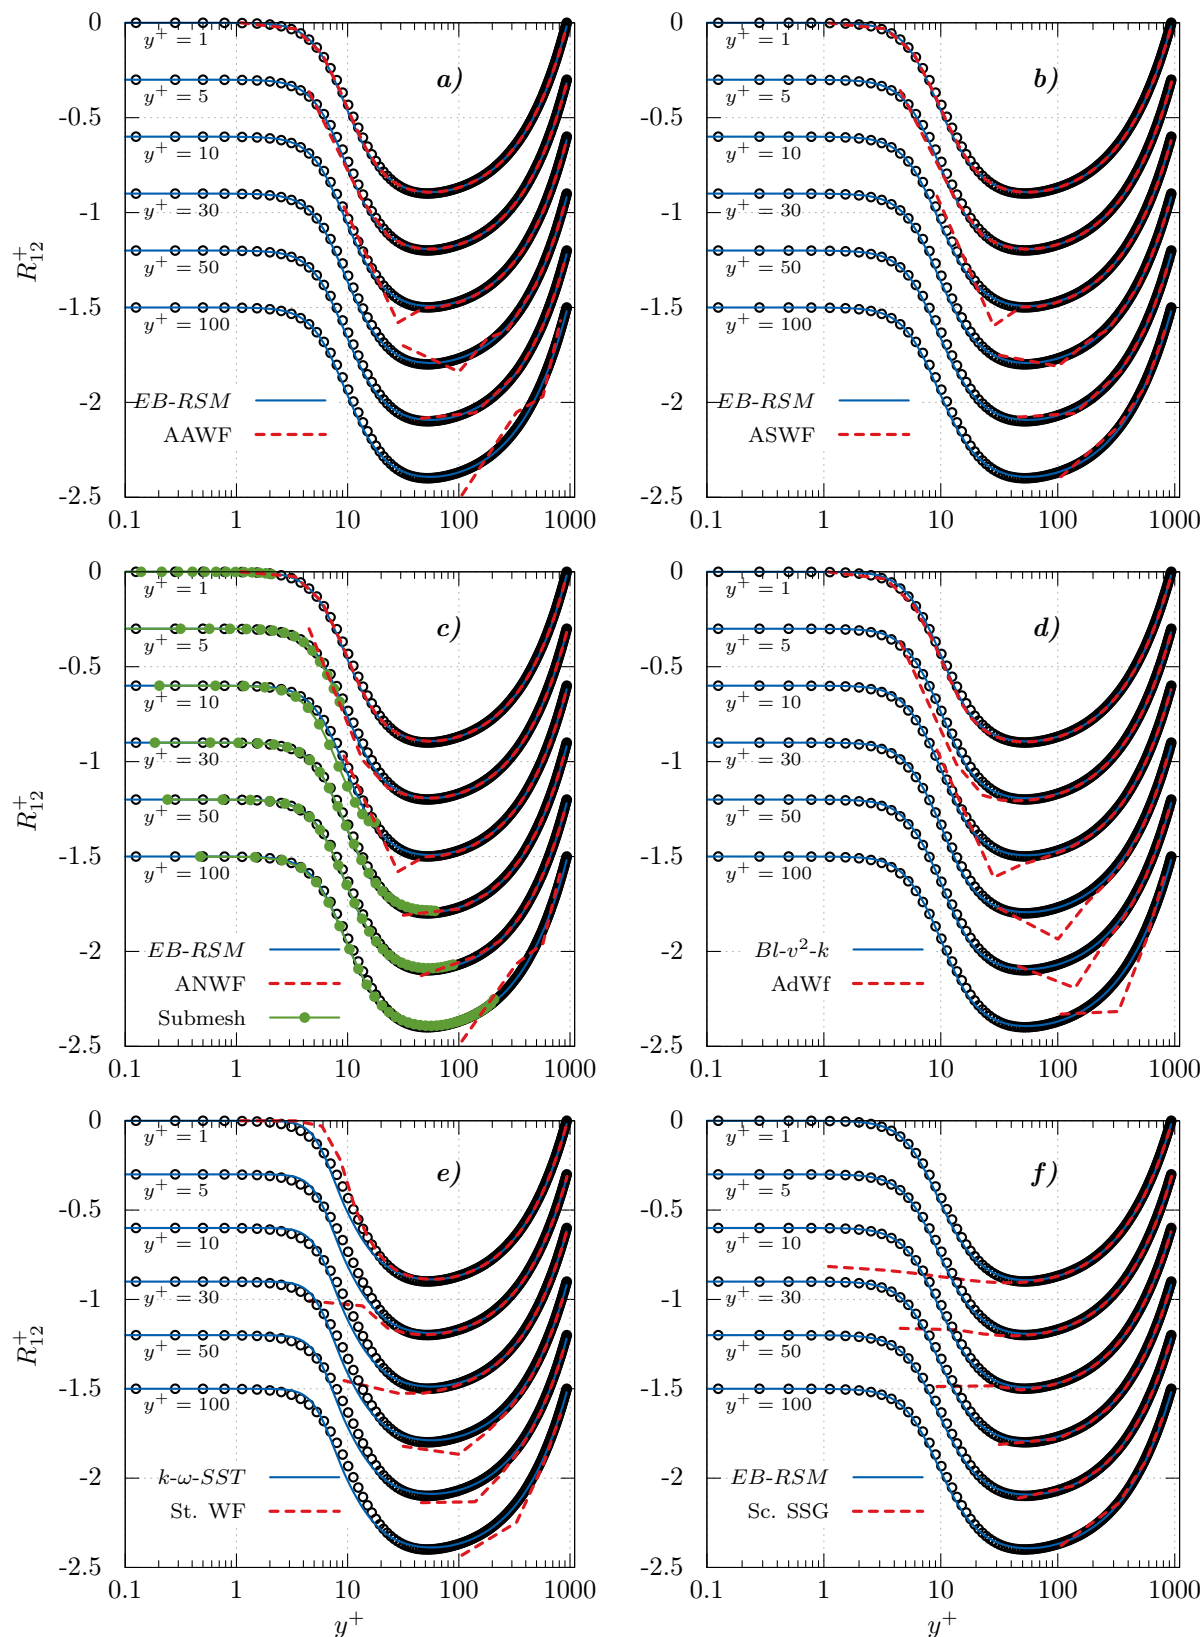 0
-0.5
-1
-1.5
-2
-2.5
R₁₂⁺
y⁺ = 1
y⁺ = 5
y⁺ = 10
y⁺ = 30
y⁺ = 50
y⁺ = 100
a)
EB-RSM
AAWF
0.1 1 10 100 1000
0
-0.5
-1
-1.5
-2
-2.5
y⁺ = 1
y⁺ = 5
y⁺ = 10
y⁺ = 30
y⁺ = 50
y⁺ = 100
b)
EB-RSM
ASWF
0.1 1 10 100 1000
0
-0.5
-1
-1.5
-2
-2.5
R₁₂⁺
y⁺ = 1
y⁺ = 5
y⁺ = 10
y⁺ = 30
y⁺ = 50
y⁺ = 100
c)
EB-RSM
ANWF
Submesh
0.1 1 10 100 1000
0
-0.5
-1
-1.5
-2
-2.5
y⁺ = 1
y⁺ = 5
y⁺ = 10
y⁺ = 30
y⁺ = 50
y⁺ = 100
d)
Bl-v²-k
AdWf
0.1 1 10 100 1000
0
-0.5
-1
-1.5
-2
-2.5
R₁₂⁺
y⁺ = 1
y⁺ = 5
y⁺ = 10
y⁺ = 30
y⁺ = 50
y⁺ = 100
e)
k-ω-SST
St. WF
0.1 1 10 100 1000
y⁺
0
-0.5
-1
-1.5
-2
-2.5
y⁺ = 1
y⁺ = 5
y⁺ = 10
y⁺ = 30
y⁺ = 50
y⁺ = 100
f)
EB-RSM
Sc. SSG
0.1 1 10 100 1000
y⁺